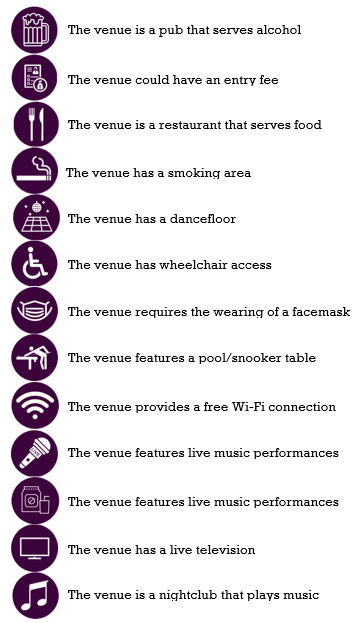 The venue is a pub that serves alcohol
The venue could have an entry fee
The venue is a restaurant that serves food
The venue has a smoking area
The venue has a dancefloor
The venue has wheelchair access
The venue requires the wearing of a facemask
The venue features a pool/snooker table
The venue provides a free Wi-Fi connection
The venue features live music performances
The venue features live music performances
The venue has a live television
The venue is a nightclub that plays music